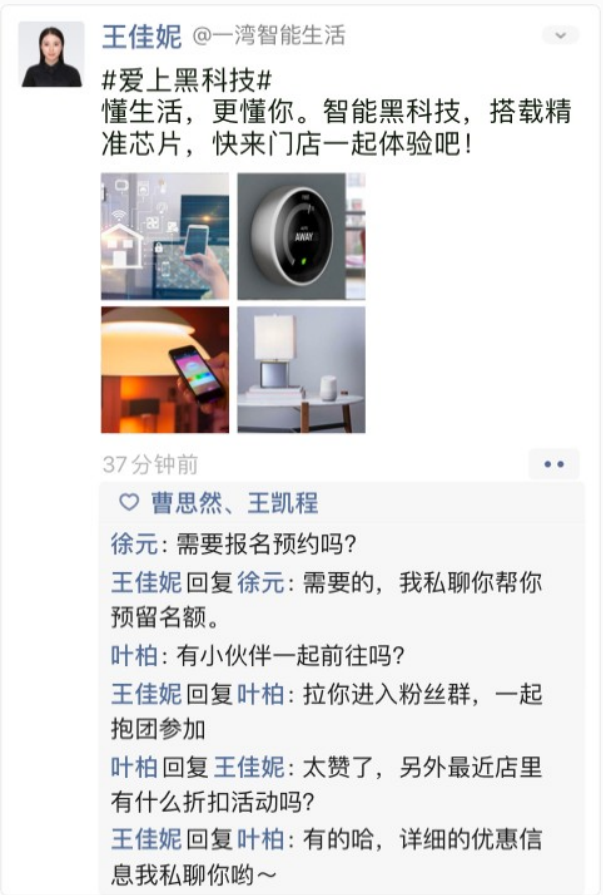 王佳妮 @一湾智能生活
#爱上黑科技#
懂生活，更懂你。智能黑科技，搭载精
准芯片，快来门店一起体验吧！
AWAY
37分钟前
曹思然、王凯程
徐元：需要报名预约吗？
王佳妮回复徐元：需要的，我私聊你帮你
预留名额。
叶柏：有小伙伴一起前往吗？
王佳妮回复叶柏：拉你进入粉丝群，一起
抱团参加
叶柏回复王佳妮：太赞了，另外最近店里
有什么折扣活动吗？
王佳妮回复叶柏：有的哈，详细的优惠信
息我私聊你哟～